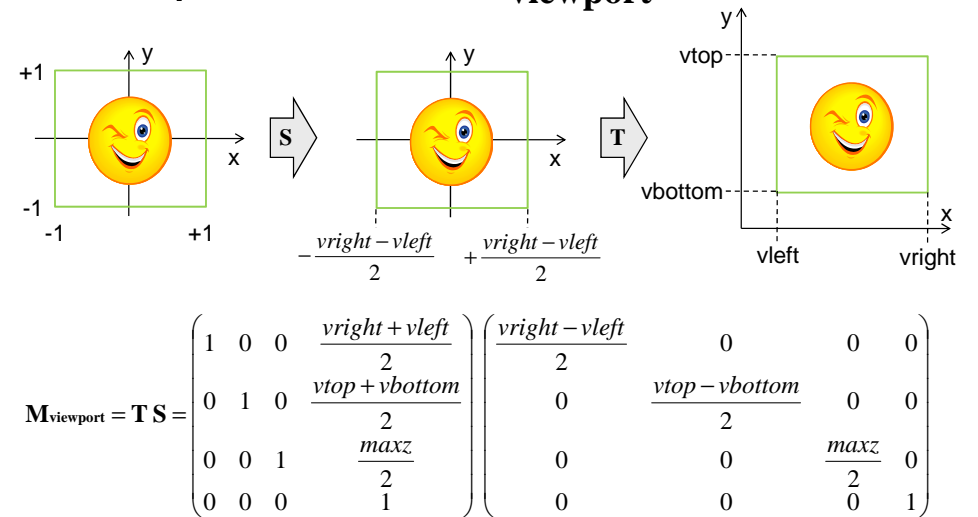 viewport
y
+1
x
-1
-1
+1
S
y
x
−(vright − vleft)/2
+(vright − vleft)/2
T
y
vtop
vbottom
x
vleft
vright
M_viewport = T S =
1 0 0 (vright + vleft)/2
0 1 0 (vtop + vbottom)/2
0 0 1 maxz/2
0 0 0 1
(vright − vleft)/2 0 0 0
0 (vtop − vbottom)/2 0 0
0 0 maxz/2 0
0 0 0 1